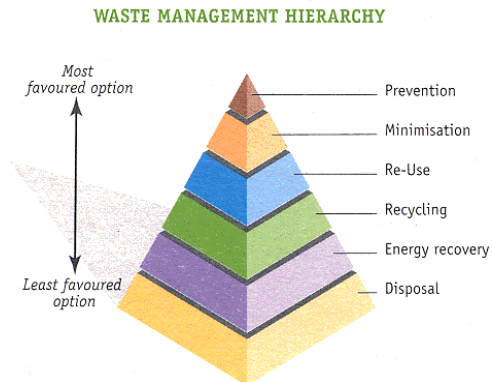 WASTE MANAGEMENT HIERARCHY
Most
favoured option
Prevention
Minimisation
Re-Use
Recycling
Energy recovery
Least favoured
option
Disposal